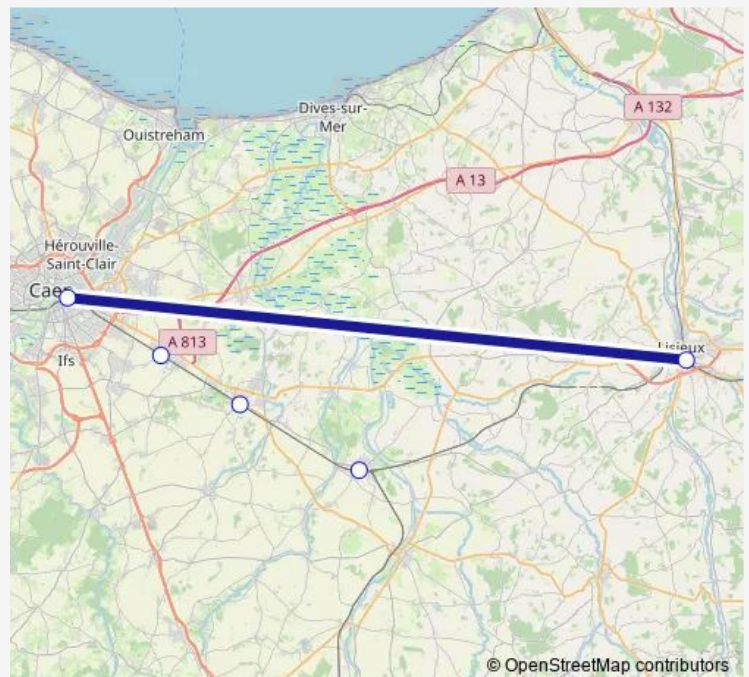 Dives-sur-
Mer
Ouistreham
A 132
A 13
Hérouville-
Saint-Clair
Caen
A 813
Ifs
Lisieux
© OpenStreetMap contributors